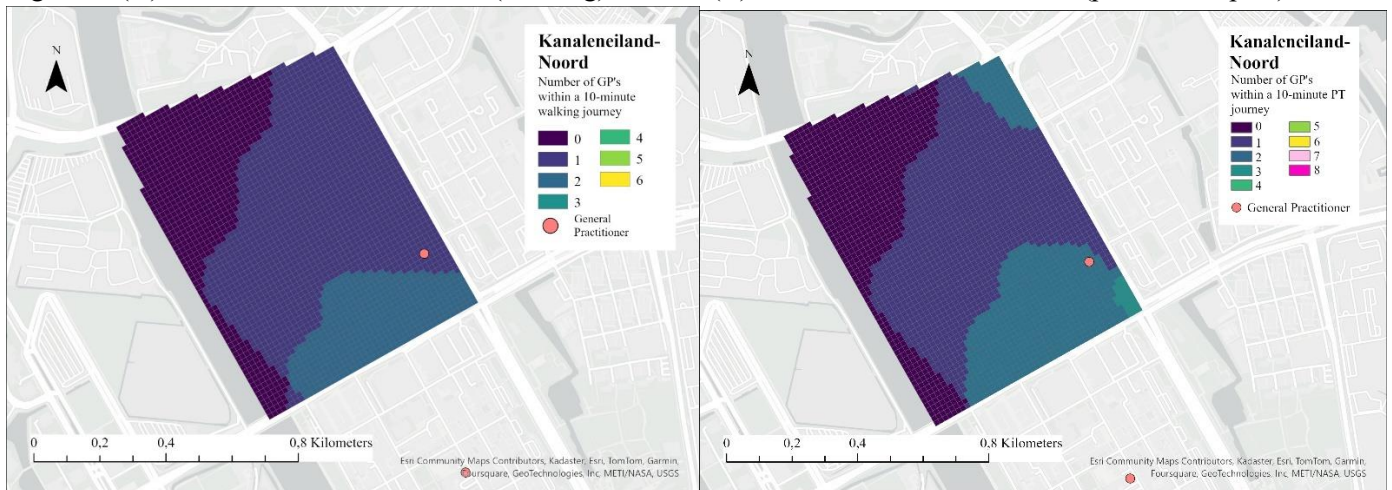 N
Kanaleneiland-
Noord
Number of GP's
within a 10-minute
walking journey
0
1
2
3
4
5
6
General
Practitioner
0 0,2 0,4 0,8 Kilometers
Esri Community Maps Contributors, Kadaster, Esri, TomTom, Garmin,
Foursquare, GeoTechnologies, Inc, METI/NASA, USGS
N
Kanaleneiland-
Noord
Number of GP's
within a 10-minute PT
journey
0
1
2
3
4
5
6
7
8
General Practitioner
0 0,2 0,4 0,8 Kilometers
Esri Community Maps Contributors, Kadaster, Esri, TomTom, Garmin,
Foursquare, GeoTechnologies, Inc, METI/NASA, USGS